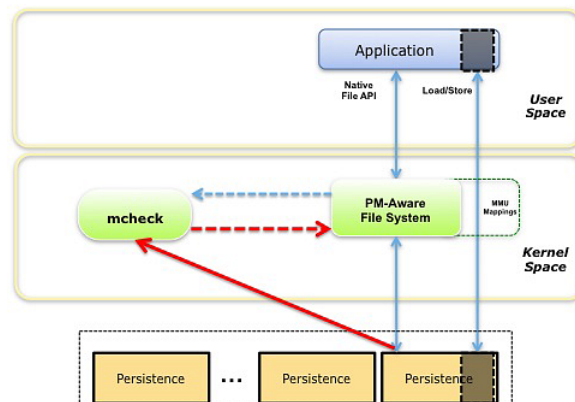 Application
Native
File API
Load/Store
User
Space
mcheck
PM-Aware
File System
MMU
Mappings
Kernel
Space
Persistence
...
Persistence
Persistence